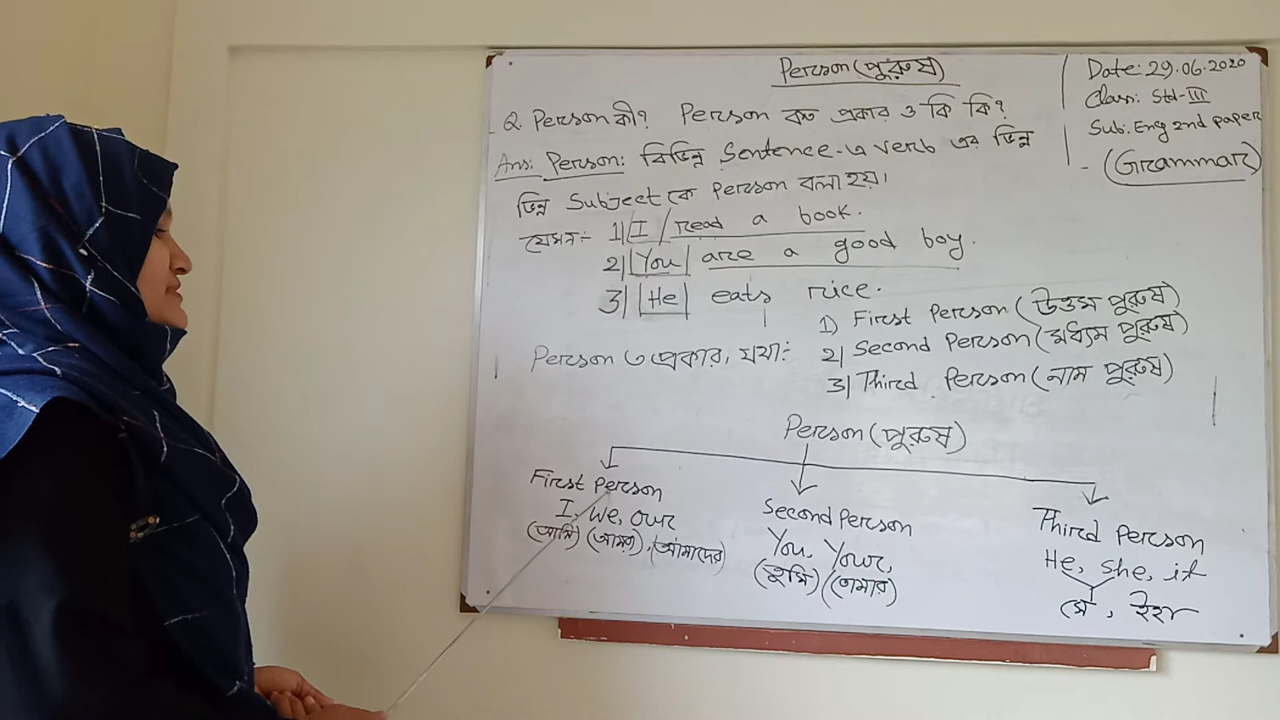 Person (পুরুষ)
Date: 29.06.2020
Class: Std-III
Sub: Eng 2nd paper
(Grammar)
Q. Person কী? Person কত প্রকার ও কি কি?
Ans: Person: বিভিন্ন Sentence-এ verb এর ভিন্ন
ভিন্ন Subject কে Person বলা হয়।
যেমন:- 1| I / read a book.
2| You | are a good boy.
3| He | eats rice.
Person ৩ প্রকার, যথা:
1) First Person (উত্তম পুরুষ)
2| Second Person (মধ্যম পুরুষ)
3| Third Person (নাম পুরুষ)
Person (পুরুষ)
First Person
I, We, our
(আমি) (আমরা), (আমাদের)
Second Person
You, Your,
(তুমি) (তোমার)
Third Person
He, She, it
সে, ইহা